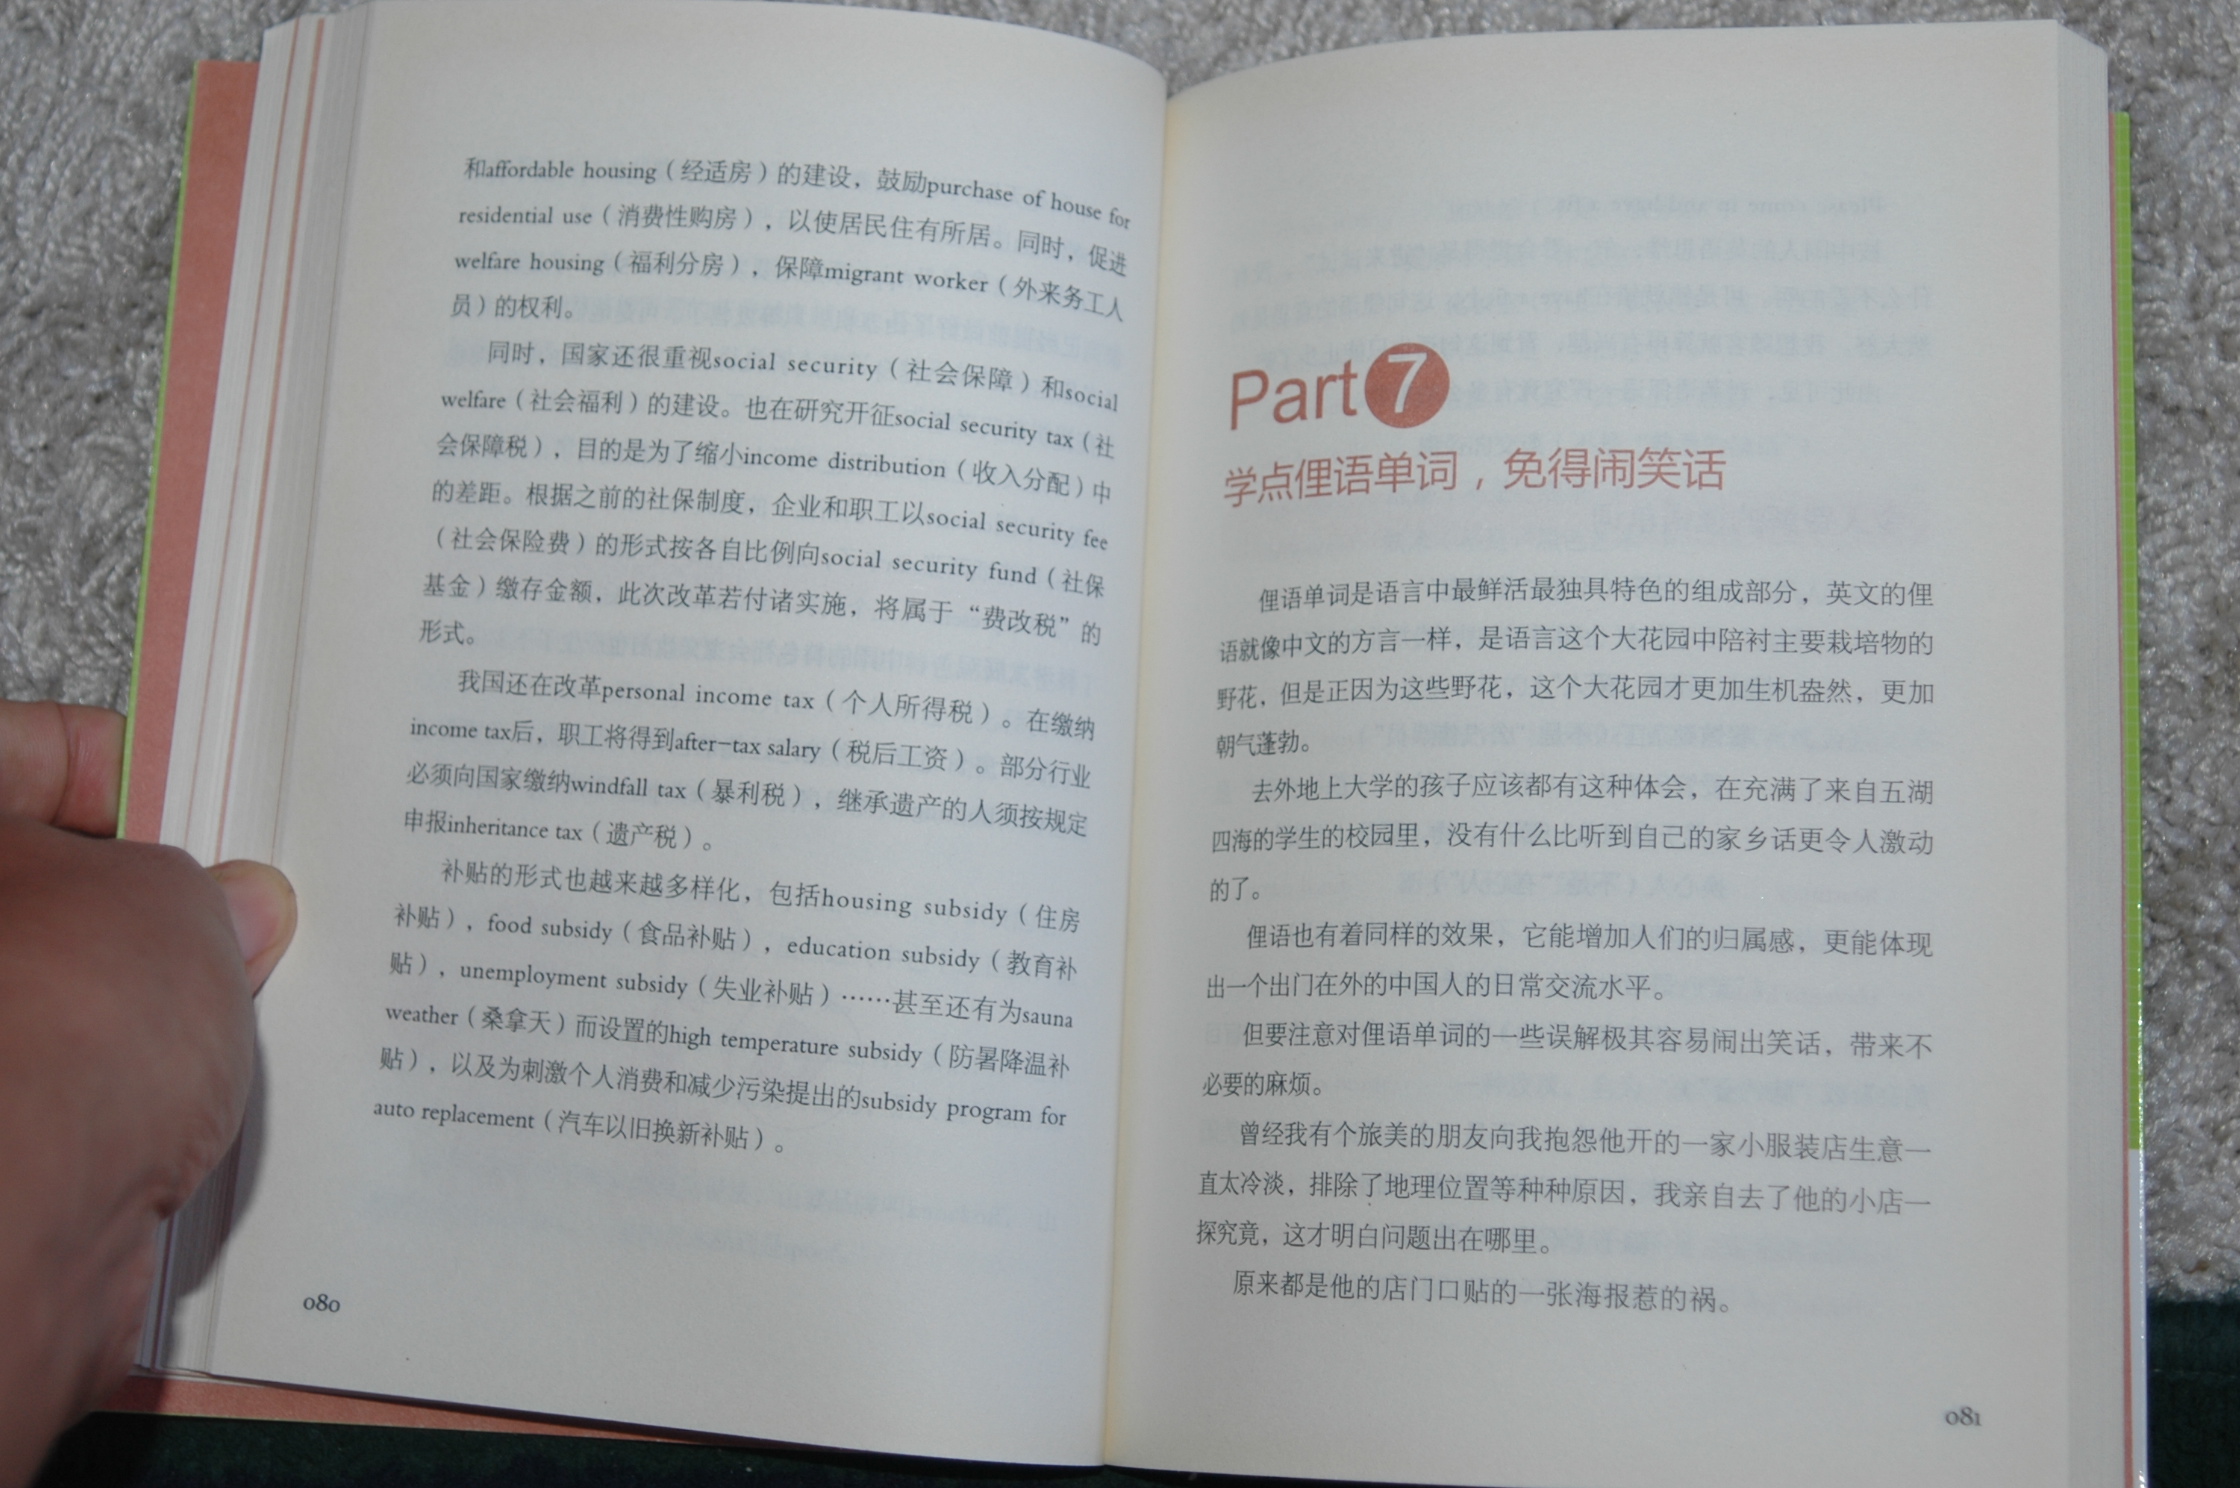 和affordable housing（经适房）的建设，鼓励purchase of house for
residential use（消费性购房），以使居民住有所居。同时，促进
welfare housing（福利分房），保障migrant worker（外来务工人
员）的权利。
同时，国家还很重视social security（社会保障）和social
welfare（社会福利）的建设。也在研究开征social security tax（社
会保障税），目的是为了缩小income distribution（收入分配）中
的差距。根据之前的社保制度，企业和职工以social security fee
（社会保险费）的形式按各自比例向social security fund（社保
基金）缴存金额，此次改革若付诸实施，将属于“费改税”的
形式。
我国还在改革personal income tax（个人所得税）。在缴纳
income tax后，职工将得到after-tax salary（税后工资）。部分行业
必须向国家缴纳windfall tax（暴利税），继承遗产的人须按规定
申报inheritance tax（遗产税）。
补贴的形式也越来越多样化，包括housing subsidy（住房
补贴），food subsidy（食品补贴），education subsidy（教育补
贴），unemployment subsidy（失业补贴）……甚至还有为sauna
weather（桑拿天）而设置的high temperature subsidy（防暑降温补
贴），以及为刺激个人消费和减少污染提出的subsidy program for
auto replacement（汽车以旧换新补贴）。
080
Part 7
学点俚语单词，免得闹笑话
俚语单词是语言中最鲜活最独具特色的组成部分，英文的俚
语就像中文的方言一样，是语言这个大花园中陪衬主要栽培物的
野花，但是正因为这些野花，这个大花园才更加生机盎然，更加
朝气蓬勃。
去外地上大学的孩子应该都有这种体会，在充满了来自五湖
四海的学生的校园里，没有什么比听到自己的家乡话更令人激动
的了。
俚语也有着同样的效果，它能增加人们的归属感，更能体现
出一个出门在外的中国人的日常交流水平。
但要注意对俚语单词的一些误解极其容易闹出笑话，带来不
必要的麻烦。
曾经我有个旅美的朋友向我抱怨他开的一家小服装店生意一
直太冷淡，排除了地理位置等种种原因，我亲自去了他的小店一
探究竟，这才明白问题出在哪里。
原来都是他的店门口贴的一张海报惹的祸。
081